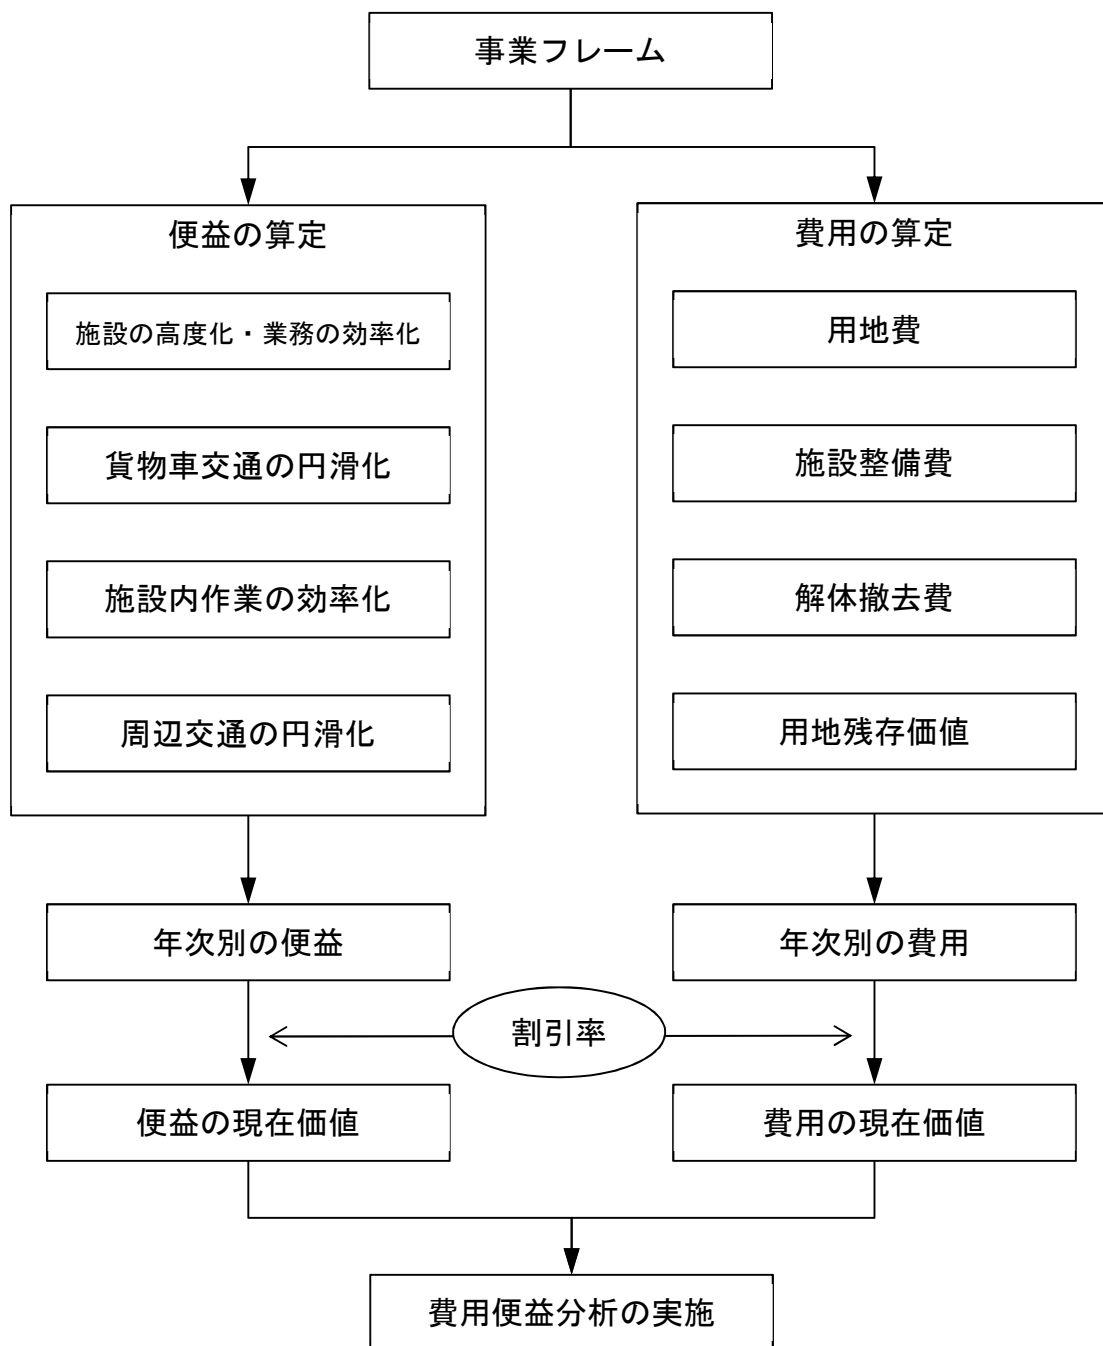 事業フレーム
便益の算定
施設の高度化・業務の効率化
貨物車交通の円滑化
施設内作業の効率化
周辺交通の円滑化
費用の算定
用地費
施設整備費
解体撤去費
用地残存価値
年次別の便益
年次別の費用
割引率
便益の現在価値
費用の現在価値
費用便益分析の実施